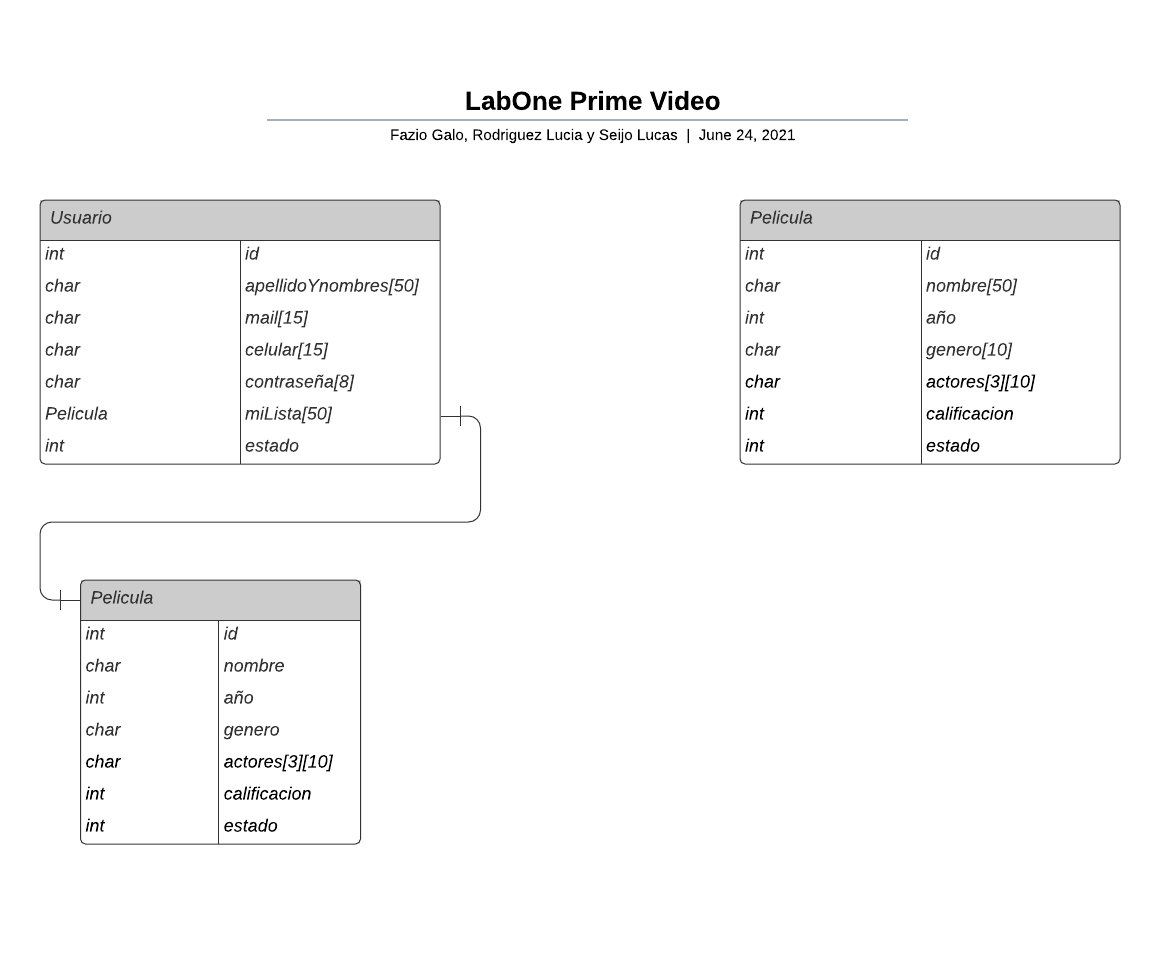 LabOne Prime Video
Fazio Galo, Rodriguez Lucia y Seijo Lucas | June 24, 2021
Usuario
int id
char apellidoYnombres[50]
char mail[15]
char celular[15]
char contraseña[8]
Pelicula miLista[50]
int estado
Pelicula
int id
char nombre[50]
int año
char genero[10]
char actores[3][10]
int calificacion
int estado
Pelicula
int id
char nombre
int año
char genero
char actores[3][10]
int calificacion
int estado